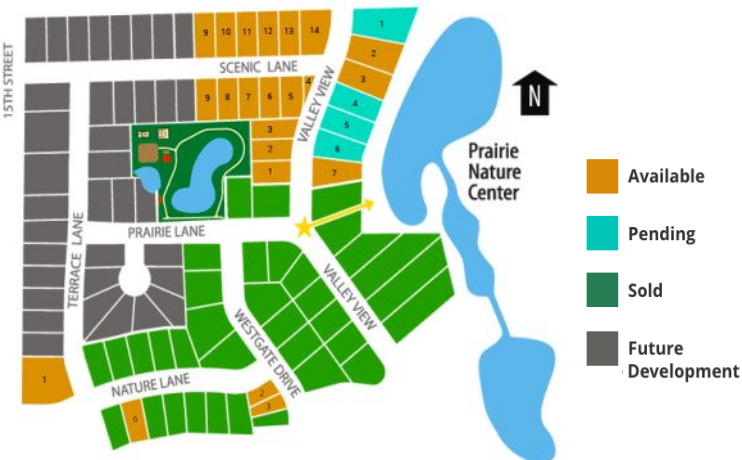 15TH STREET
9 10 11 12 13 14
SCENIC LANE
9 8 7 6 5 4
3
2
1
VALLEY VIEW
1
2
3
4
5
6
7
N
Prairie
Nature
Center
PRAIRIE LANE
TERRACE LANE
VALLEY VIEW
WESTGATE DRIVE
NATURE LANE
1
6
2
3
Available
Pending
Sold
Future
Development